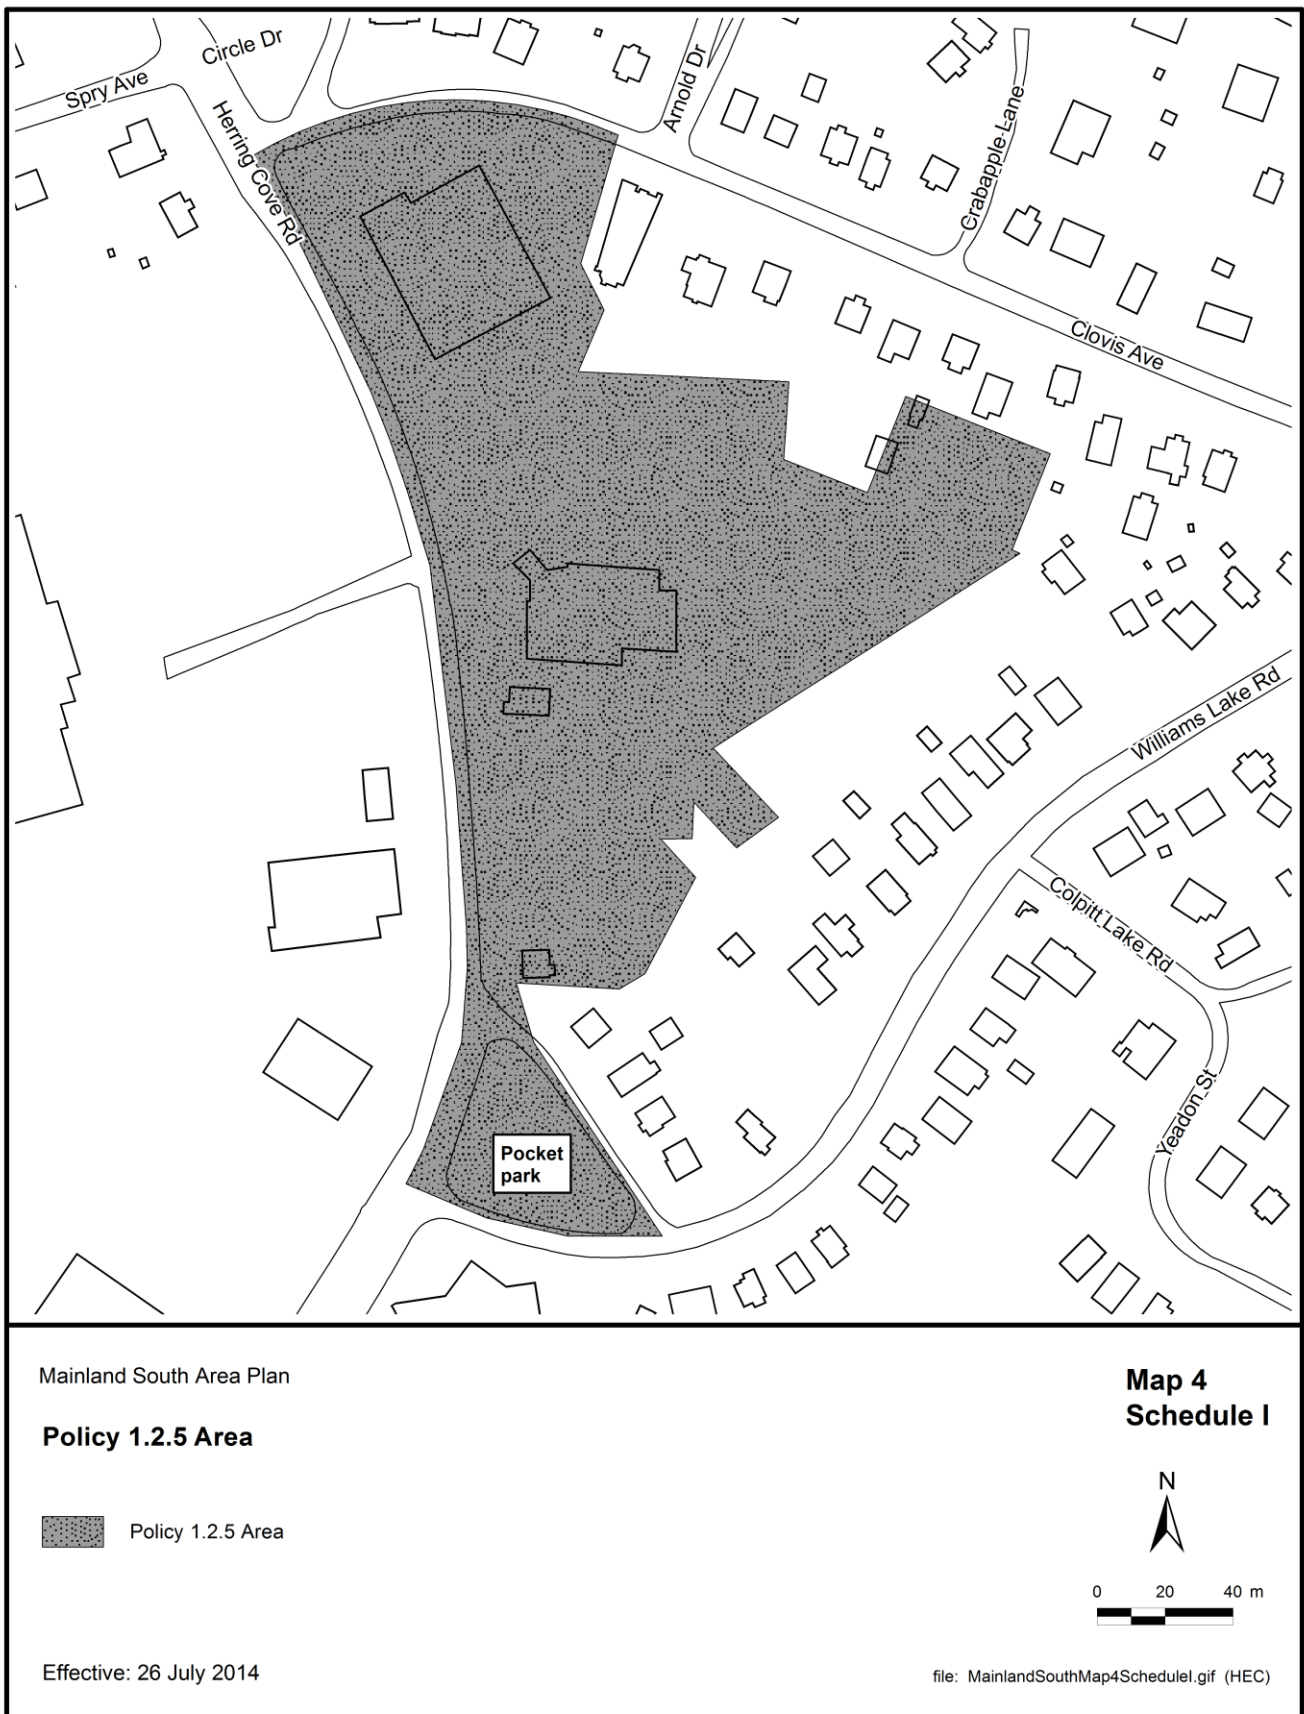 Circle Dr
Spry Ave
Herring Cove Rd
Arnold Dr
Crabapple Lane
Clovis Ave
Williams Lake Rd
Colpitt Lake Rd
Yeadon St
Pocket
park
Mainland South Area Plan
Policy 1.2.5 Area
Policy 1.2.5 Area
Effective: 26 July 2014
Map 4
Schedule I
N
0 20 40 m
file: MainlandSouthMap4ScheduleI.gif (HEC)